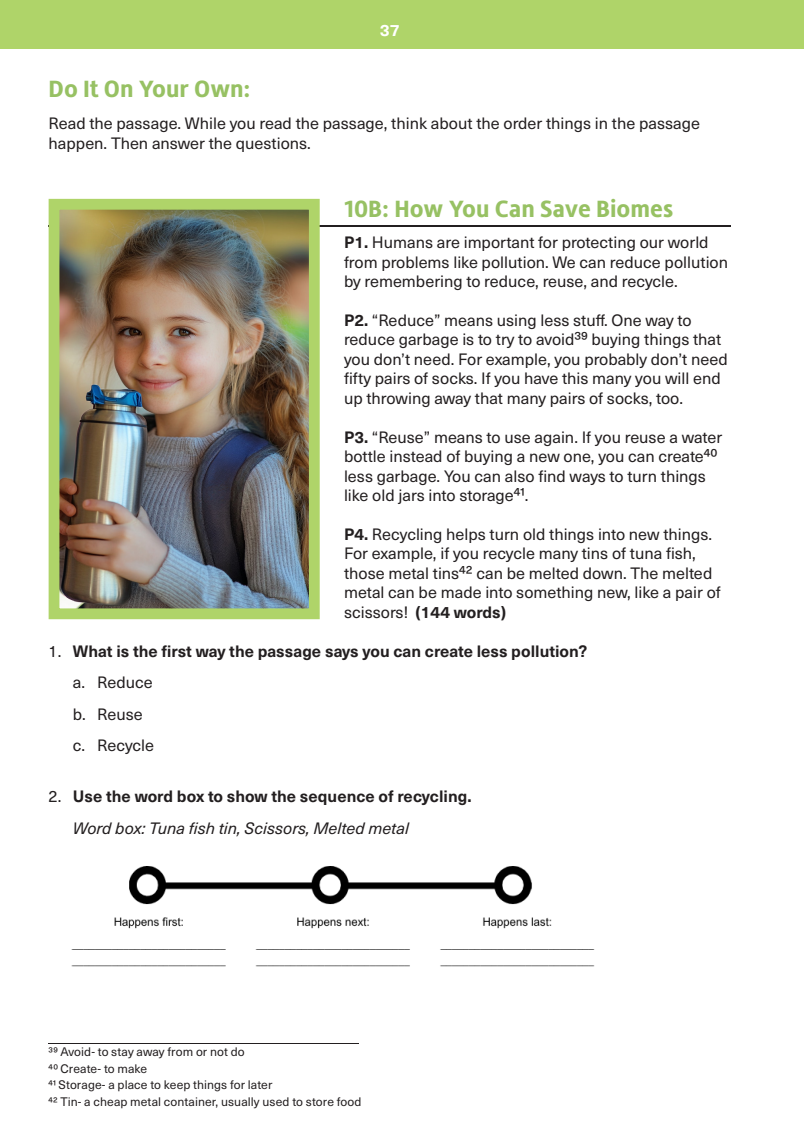 37
Do It On Your Own:
Read the passage. While you read the passage, think about the order things in the passage
happen. Then answer the questions.
10B: How You Can Save Biomes
P1. Humans are important for protecting our world
from problems like pollution. We can reduce pollution
by remembering to reduce, reuse, and recycle.
P2. “Reduce” means using less stuff. One way to
reduce garbage is to try to avoid³⁹ buying things that
you don’t need. For example, you probably don’t need
fifty pairs of socks. If you have this many you will end
up throwing away that many pairs of socks, too.
P3. “Reuse” means to use again. If you reuse a water
bottle instead of buying a new one, you can create⁴⁰
less garbage. You can also find ways to turn things
like old jars into storage⁴¹.
P4. Recycling helps turn old things into new things.
For example, if you recycle many tins of tuna fish,
those metal tins⁴² can be melted down. The melted
metal can be made into something new, like a pair of
scissors! (144 words)
1. What is the first way the passage says you can create less pollution?
a. Reduce
b. Reuse
c. Recycle
2. Use the word box to show the sequence of recycling.
Word box: Tuna fish tin, Scissors, Melted metal
Happens first: Happens next: Happens last:
³⁹ Avoid- to stay away from or not do
⁴⁰ Create- to make
⁴¹ Storage- a place to keep things for later
⁴² Tin- a cheap metal container, usually used to store food